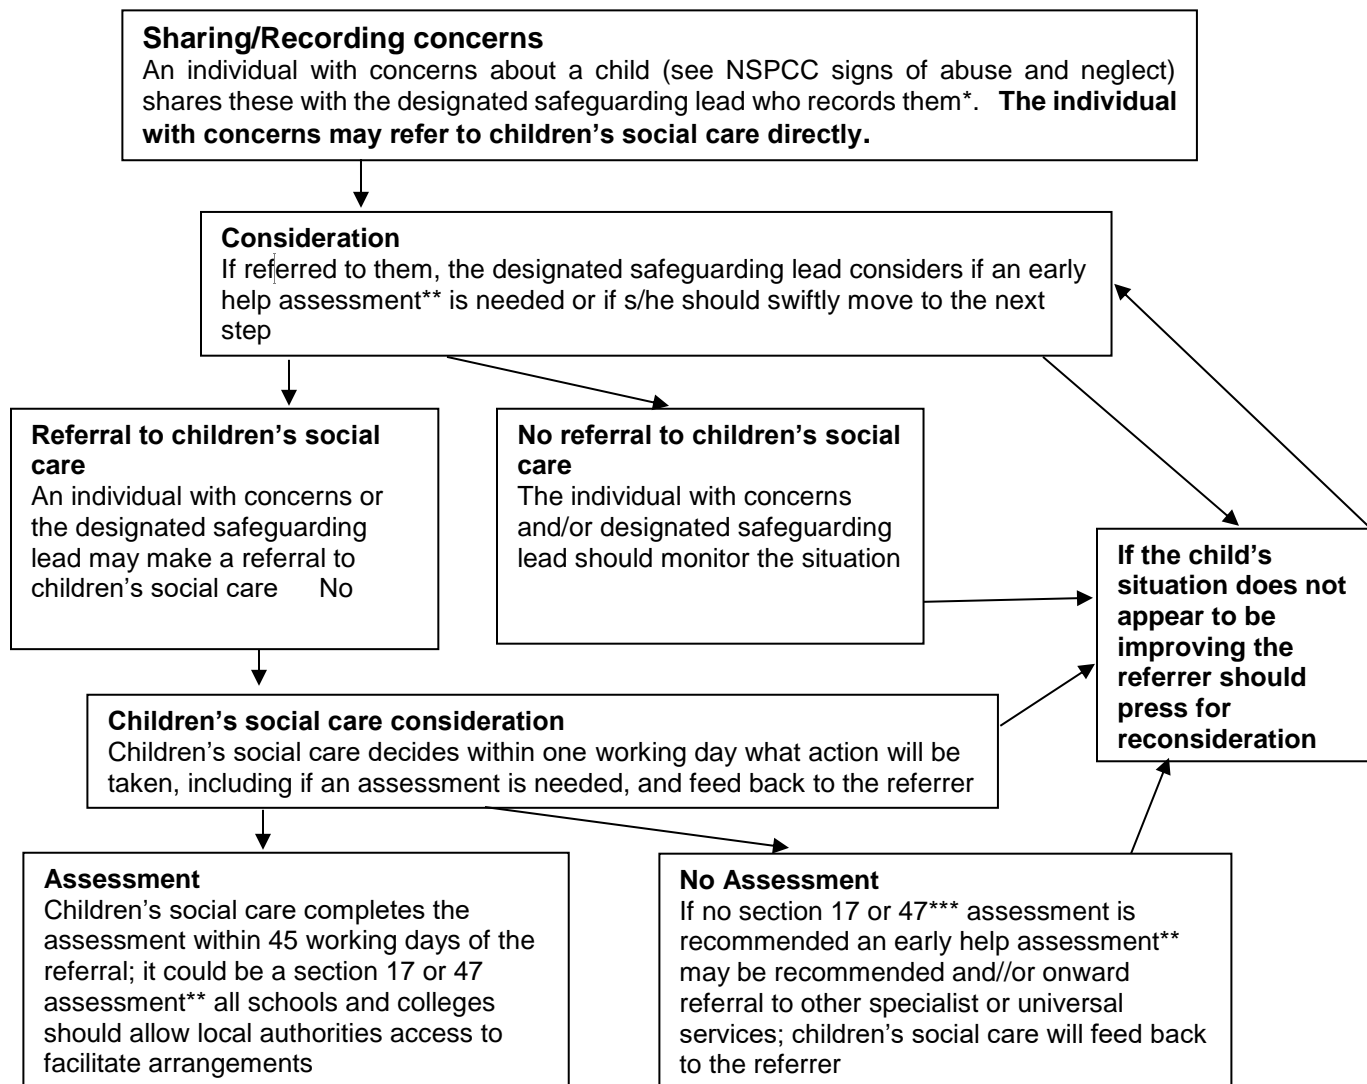 Sharing/Recording concerns
An individual with concerns about a child (see NSPCC signs of abuse and neglect)
shares these with the designated safeguarding lead who records them*. The individual
with concerns may refer to children's social care directly.
Consideration
If referred to them, the designated safeguarding lead considers if an early
help assessment** is needed or if s/he should swiftly move to the next
step
Referral to children's social
care
An individual with concerns or
the designated safeguarding
lead may make a referral to
children's social care No
No referral to children's social
care
The individual with concerns
and/or designated safeguarding
lead should monitor the situation
If the child's
situation does not
appear to be
improving the
referrer should
press for
reconsideration
Children's social care consideration
Children's social care decides within one working day what action will be
taken, including if an assessment is needed, and feed back to the referrer
Assessment
Children's social care completes the
assessment within 45 working days of the
referral; it could be a section 17 or 47
assessment** all schools and colleges
should allow local authorities access to
facilitate arrangements
No Assessment
If no section 17 or 47*** assessment is
recommended an early help assessment**
may be recommended and//or onward
referral to other specialist or universal
services; children's social care will feed back
to the referrer